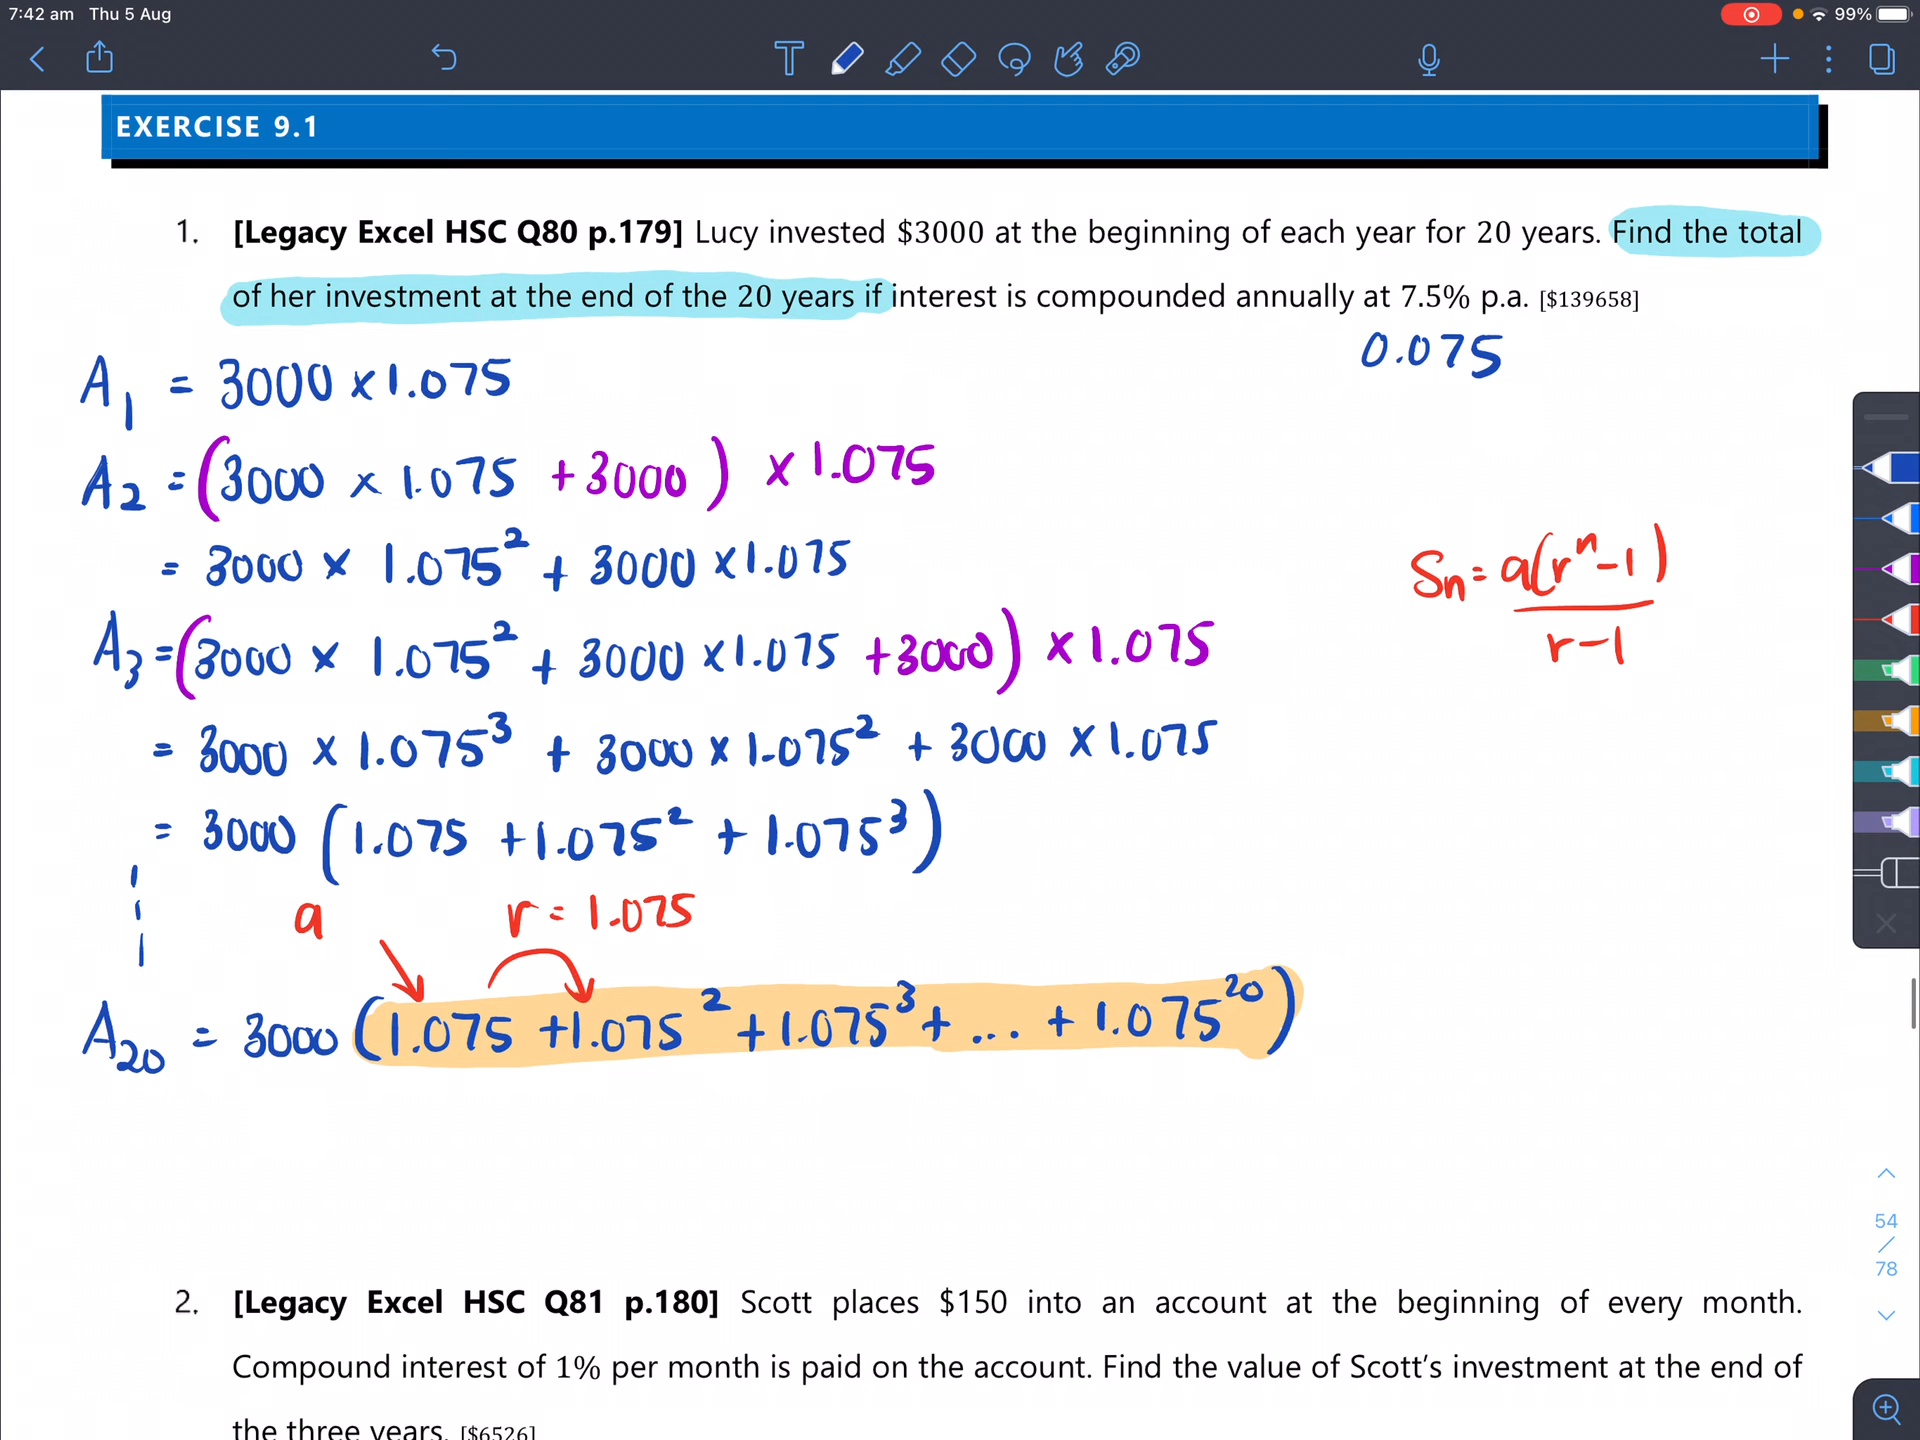 7:42 am Thu 5 Aug 99%
EXERCISE 9.1
1. [Legacy Excel HSC Q80 p.179] Lucy invested $3000 at the beginning of each year for 20 years. Find the total
of her investment at the end of the 20 years if interest is compounded annually at 7.5% p.a. [$139658]
0.075
A₁ = 3000 × 1.075
A₂ = (3000 × 1.075 + 3000) × 1.075
= 3000 × 1.075² + 3000 × 1.075
Sn = a(rⁿ-1)
r-1
A₃ = (3000 × 1.075² + 3000 × 1.075 + 3000) × 1.075
= 3000 × 1.075³ + 3000 × 1.075² + 3000 × 1.075
= 3000 (1.075 + 1.075² + 1.075³)
a r = 1.075
A₂₀ = 3000 (1.075 + 1.075² + 1.075³ + ... + 1.075²⁰)
54
/
78
2. [Legacy Excel HSC Q81 p.180] Scott places $150 into an account at the beginning of every month.
Compound interest of 1% per month is paid on the account. Find the value of Scott's investment at the end of
the three years. [$6526]